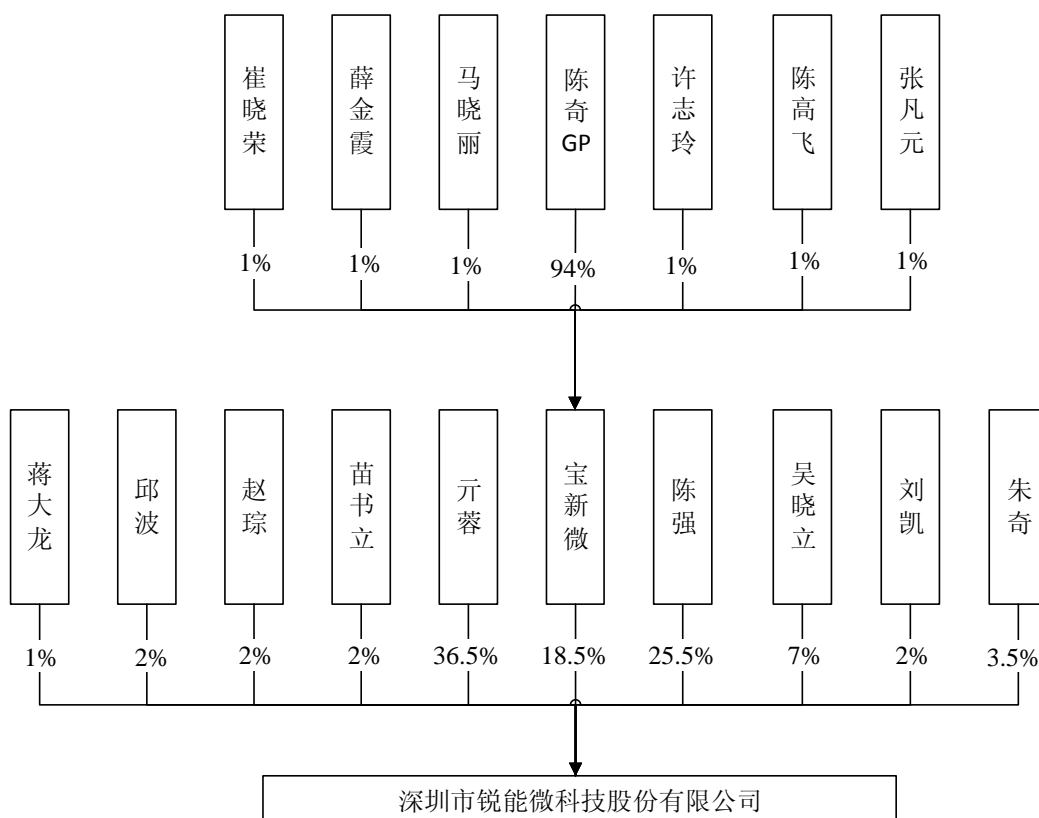 崔晓荣
薛金霞
马晓丽
陈奇
GP
许志玲
陈高飞
张凡元
1%
1%
1%
94%
1%
1%
1%
蒋大龙
邱波
赵琮
苗书立
亓蓉
宝新微
陈强
吴晓立
刘凯
朱奇
1%
2%
2%
2%
36.5%
18.5%
25.5%
7%
2%
3.5%
深圳市锐能微科技股份有限公司